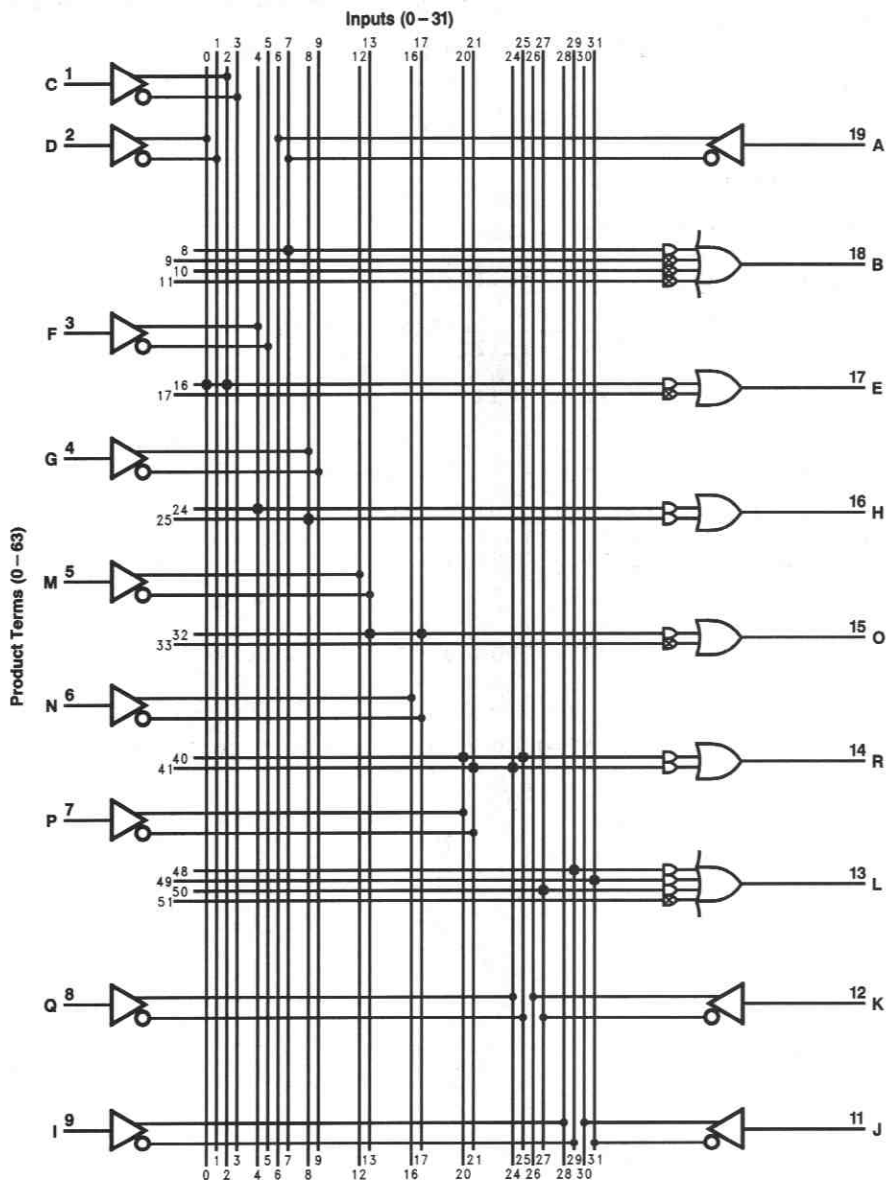 Inputs (0–31)
1 3 5 7 9 13 17 21 25 27 29 31
0 2 4 6 8 12 16 20 24 26 28 30
C 1
D 2
19 A
8
9
10
11
18 B
F 3
16
17
17 E
G 4
24
25
16 H
Product Terms (0–63)
M 5
32
33
15 O
N 6
40
41
14 R
P 7
48
49
50
51
13 L
Q 8
12 K
I 9
11 J
1 3 5 7 9 13 17 21 25 27 29 31
0 2 4 6 8 12 16 20 24 26 28 30